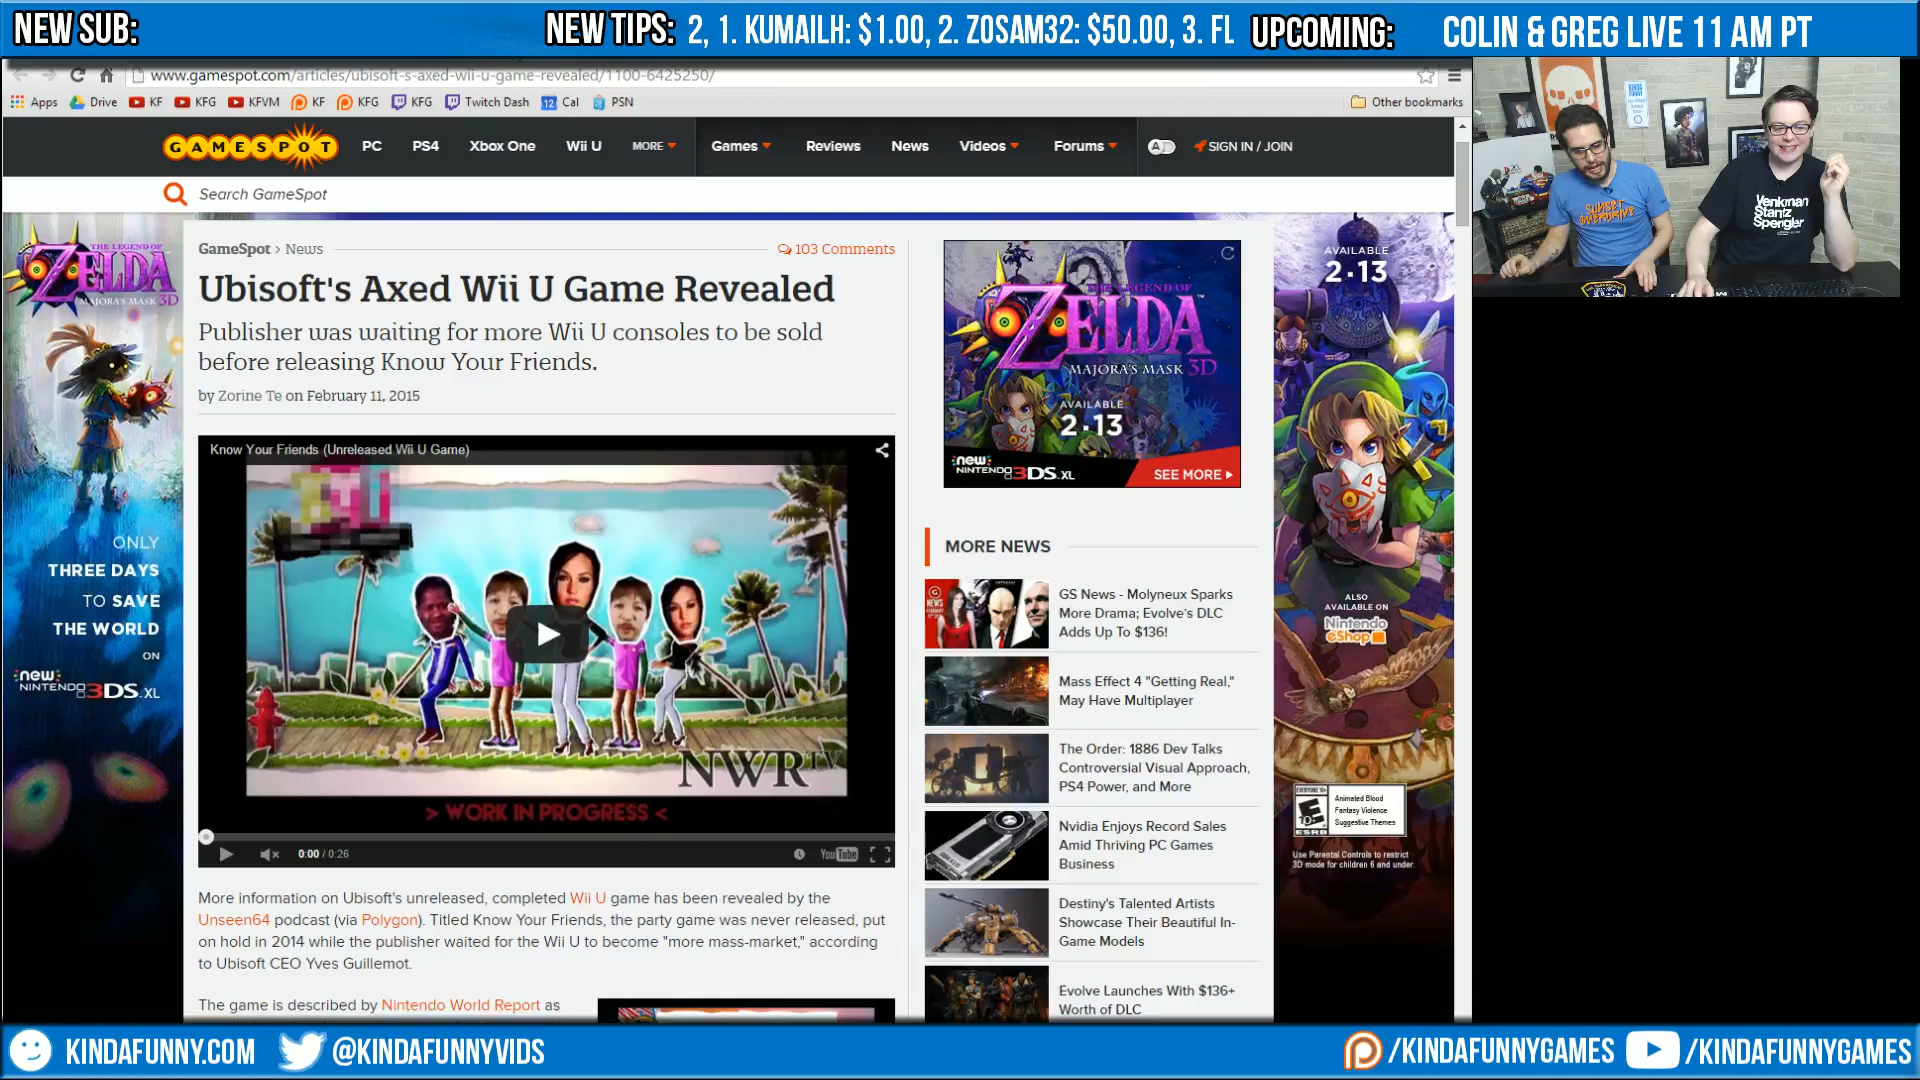 NEW SUB:
NEW TIPS: 2, 1. KUMAILH: $1.00, 2. Z0SAM32: $50.00, 3. FL
UPCOMING: COLIN & GREG LIVE 11 AM PT
www.gamespot.com/articles/ubisoft-s-axed-wii-u-game-revealed/1100-6425250/
Apps Drive KF KFG KFVM KF KFG KFG Twitch Dash 12 Cal PSN Other bookmarks
GAMESPOT PC PS4 Xbox One Wii U MORE Games Reviews News Videos Forums A SIGN IN / JOIN
Search GameSpot
THE LEGEND OF
ZELDA
MAJORA'S MASK 3D
ONLY
THREE DAYS
TO SAVE
THE WORLD
ON
new
NINTENDO 3DS XL
GameSpot > News
103 Comments
Ubisoft's Axed Wii U Game Revealed
Publisher was waiting for more Wii U consoles to be sold
before releasing Know Your Friends.
by Zorine Te on February 11, 2015
Know Your Friends (Unreleased Wii U Game)
NWRTV
> WORK IN PROGRESS <
0:00 / 0:26
YouTube
More information on Ubisoft's unreleased, completed Wii U game has been revealed by the
Unseen64 podcast (via Polygon). Titled Know Your Friends, the party game was never released, put
on hold in 2014 while the publisher waited for the Wii U to become "more mass-market," according
to Ubisoft CEO Yves Guillemot.
The game is described by Nintendo World Report as
THE LEGEND OF
ZELDA
MAJORA'S MASK 3D
AVAILABLE
2.13
new
NINTENDO 3DS XL
SEE MORE
MORE NEWS
GS News - Molyneux Sparks
More Drama; Evolve's DLC
Adds Up To $136!
Mass Effect 4 "Getting Real,"
May Have Multiplayer
The Order: 1886 Dev Talks
Controversial Visual Approach,
PS4 Power, and More
Nvidia Enjoys Record Sales
Amid Thriving PC Games
Business
Destiny's Talented Artists
Showcase Their Beautiful In-
Game Models
Evolve Launches With $136+
Worth of DLC
AVAILABLE
2.13
ALSO
AVAILABLE ON
Nintendo
eShop
EVERYONE 10+
ESRB
Animated Blood
Fantasy Violence
Suggestive Themes
Use Parental Controls to restrict
3D mode for children 6 and under.
SUNSET
OVERDRIVE
Venkman
Stantz
Spengler
KINDAFUNNY.COM
@KINDAFUNNYVIDS
/KINDAFUNNYGAMES
/KINDAFUNNYGAMES